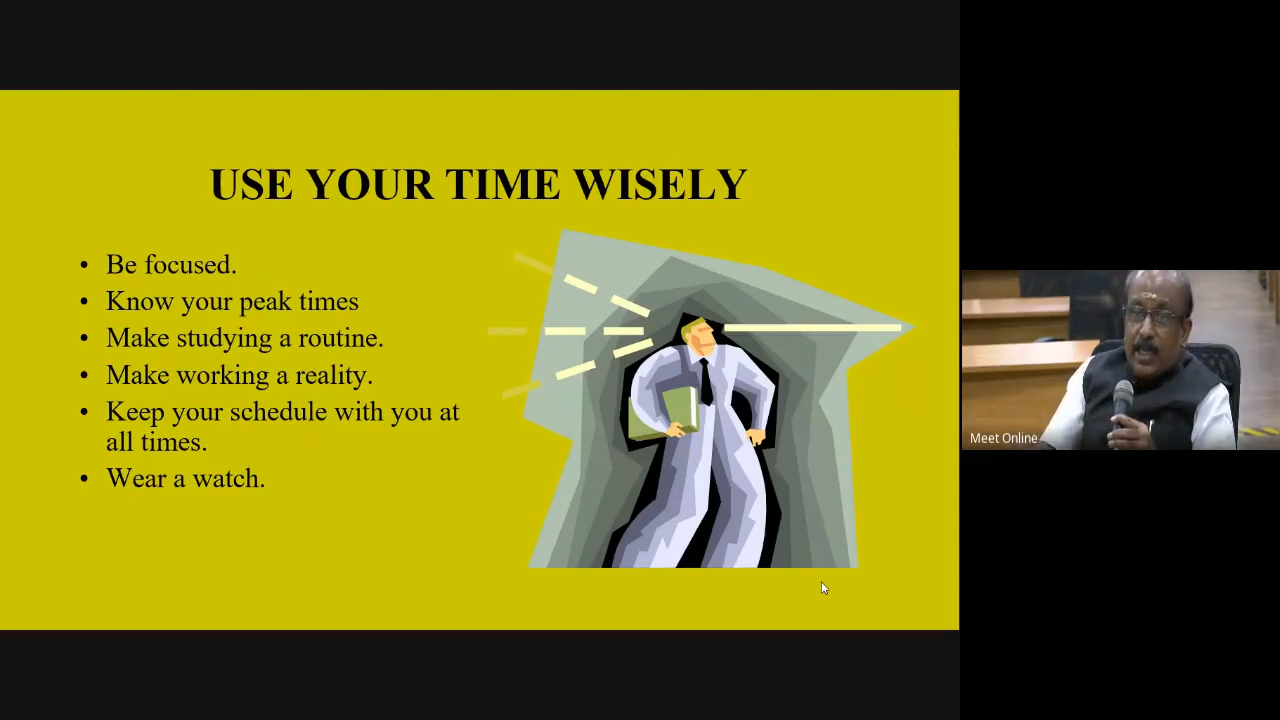 USE YOUR TIME WISELY
• Be focused.
• Know your peak times
• Make studying a routine.
• Make working a reality.
• Keep your schedule with you at
all times.
• Wear a watch.
Meet Online